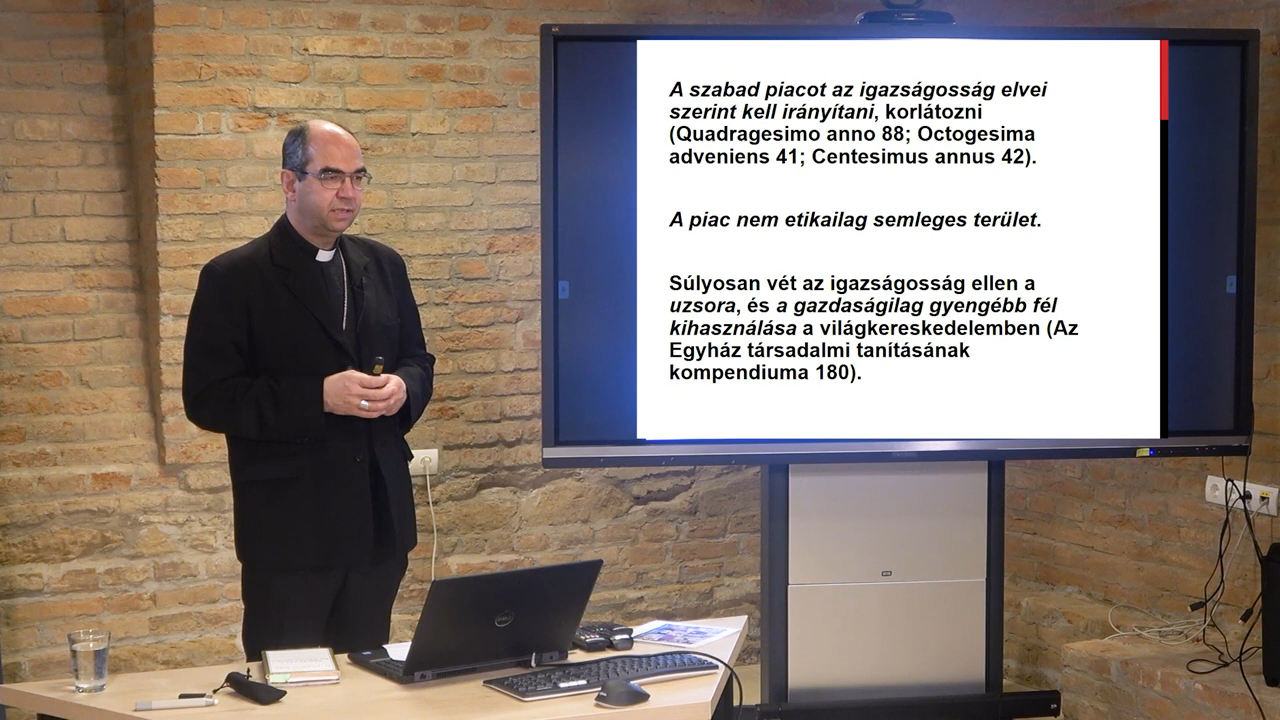 A szabad piacot az igazságosság elvei
szerint kell irányítani, korlátozni
(Quadragesimo anno 88; Octogesima
adveniens 41; Centesimus annus 42).
A piac nem etikailag semleges terület.
Súlyosan vét az igazságosság ellen a
uzsora, és a gazdaságilag gyengébb fél
kihasználása a világkereskedelemben (Az
Egyház társadalmi tanításának
kompendiuma 180).
DELL